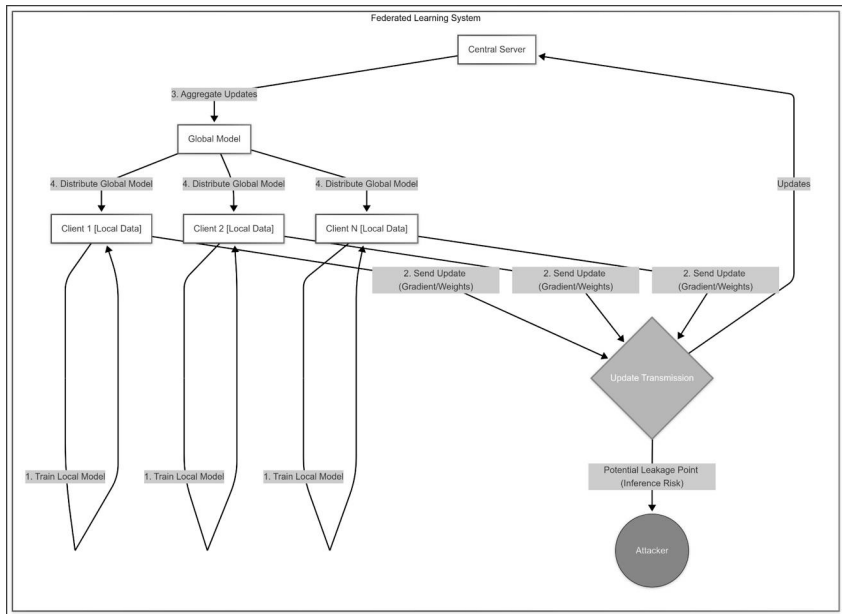 Federated Learning System
Central Server
3. Aggregate Updates
Global Model
4. Distribute Global Model
4. Distribute Global Model
4. Distribute Global Model
Updates
Client 1 [Local Data]
Client 2 [Local Data]
Client N [Local Data]
2. Send Update
(Gradient/Weights)
2. Send Update
(Gradient/Weights)
2. Send Update
(Gradient/Weights)
Update Transmission
1. Train Local Model
1. Train Local Model
1. Train Local Model
Potential Leakage Point
(Inference Risk)
Attacker